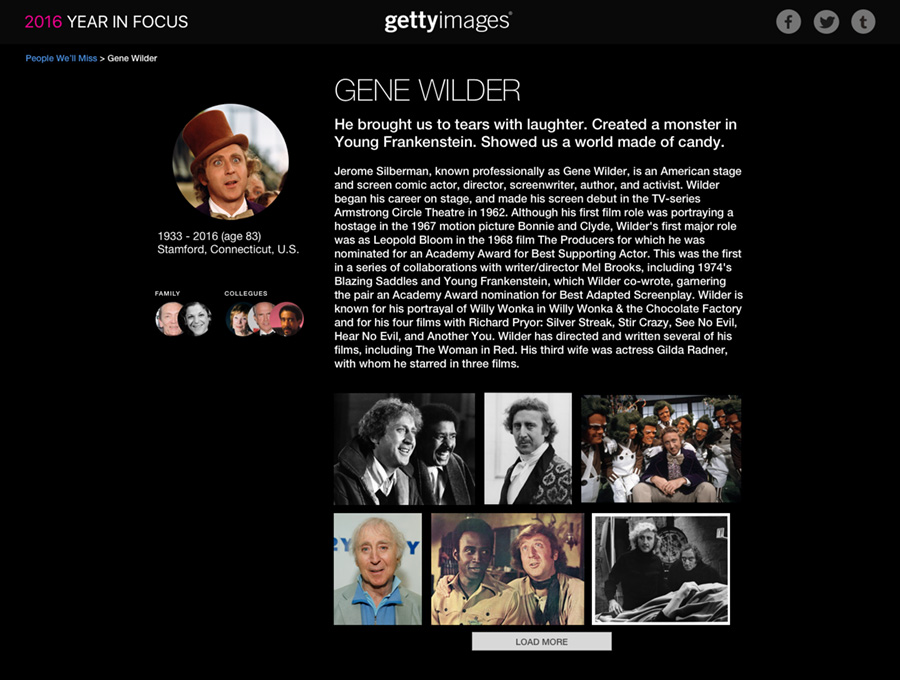 2016 YEAR IN FOCUS
gettyimages®
People We'll Miss > Gene Wilder
GENE WILDER
He brought us to tears with laughter. Created a monster in
Young Frankenstein. Showed us a world made of candy.
Jerome Silberman, known professionally as Gene Wilder, is an American stage
and screen comic actor, director, screenwriter, author, and activist. Wilder
began his career on stage, and made his screen debut in the TV-series
Armstrong Circle Theatre in 1962. Although his first film role was portraying a
hostage in the 1967 motion picture Bonnie and Clyde, Wilder's first major role
was as Leopold Bloom in the 1968 film The Producers for which he was
nominated for an Academy Award for Best Supporting Actor. This was the first
in a series of collaborations with writer/director Mel Brooks, including 1974's
Blazing Saddles and Young Frankenstein, which Wilder co-wrote, garnering
the pair an Academy Award nomination for Best Adapted Screenplay. Wilder is
known for his portrayal of Willy Wonka in Willy Wonka & the Chocolate Factory
and for his four films with Richard Pryor: Silver Streak, Stir Crazy, See No Evil,
Hear No Evil, and Another You. Wilder has directed and written several of his
films, including The Woman in Red. His third wife was actress Gilda Radner,
with whom he starred in three films.
1933 - 2016 (age 83)
Stamford, Connecticut, U.S.
FAMILY
COLLEGUES
LOAD MORE